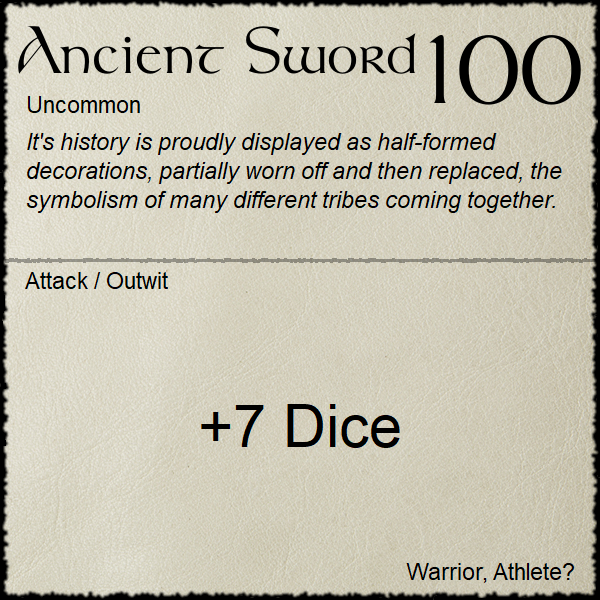 Ancient Sword 100
Uncommon
It's history is proudly displayed as half-formed
decorations, partially worn off and then replaced, the
symbolism of many different tribes coming together.
Attack / Outwit
+7 Dice
Warrior, Athlete?